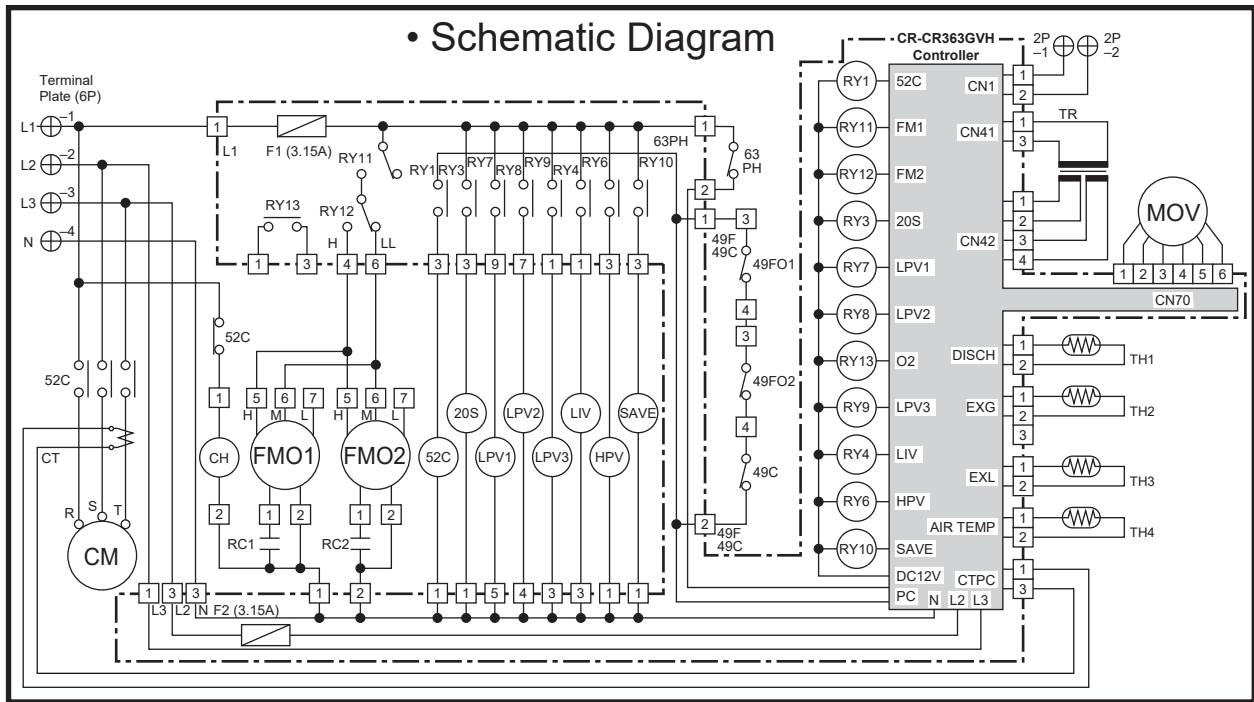 • Schematic Diagram
CR-CR363GVH
Controller
2P
–1
2P
–2
Terminal
Plate (6P)
L1 –1
L2 –2
L3 –3
N –4
1
L1
F1 (3.15A)
RY11
RY12
H
LL
RY13
RY1
RY3
RY7
RY8
RY9
RY4
RY6
RY10
63PH
1
2
63
PH
1
3
49F
49C
49FO1
4
3
49FO2
4
49C
2
49F
49C
1 3 4 6 3 3 9 7 1 1 3 3
52C
52C
CT
R S T
CM
1
CH
2
5 6 7
H M L
FMO1
1 2
RC1
5 6 7
H M L
FMO2
1 2
RC2
52C
20S
LPV1
LPV2
LPV3
LIV
HPV
SAVE
1 3 3 1 2 1 1 5 4 3 3 1 1
L3 L2 N F2 (3.15A)
RY1 52C
RY11 FM1
RY12 FM2
RY3 20S
RY7 LPV1
RY8 LPV2
RY13 O2
RY9 LPV3
RY4 LIV
RY6 HPV
RY10 SAVE
DC12V
PC
N L2 L3
CN1
1
2
CN41
1
3
TR
CN42
1
2
3
4
MOV
1 2 3 4 5 6
CN70
DISCH
1
2
TH1
EXG
1
2
3
TH2
EXL
1
2
TH3
AIR TEMP
1
2
TH4
CTPC
1
3